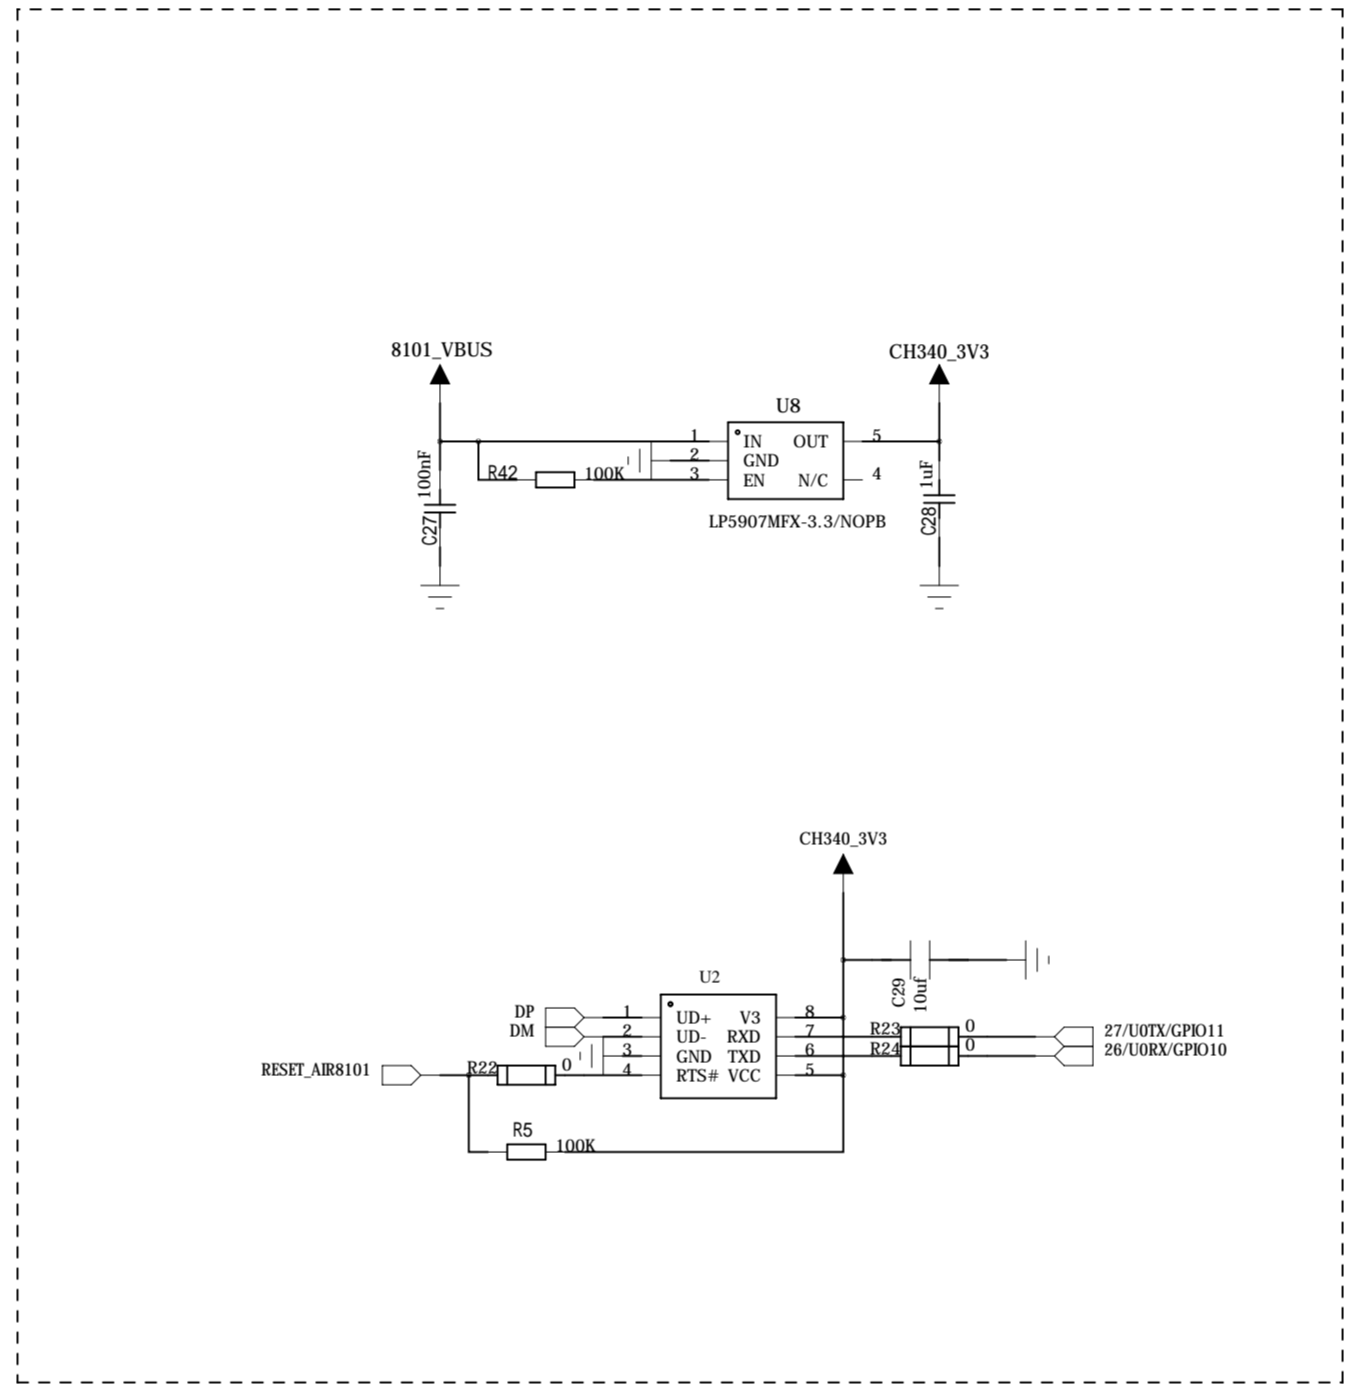 8101_VBUS
CH340_3V3
U8
1
IN
OUT
5
2
GND
R42
100K
3
EN
N/C
4
100nF
C27
1uF
C28
LP5907MFX-3.3/NOPB
CH340_3V3
C29
10uf
U2
DP
1
UD+
V3
8
DM
2
UD-
RXD
7
R23
0
27/U0TX/GPIO11
3
GND
TXD
6
R24
0
26/U0RX/GPIO10
RESET_AIR8101
R22
0
4
RTS#
VCC
5
R5
100K